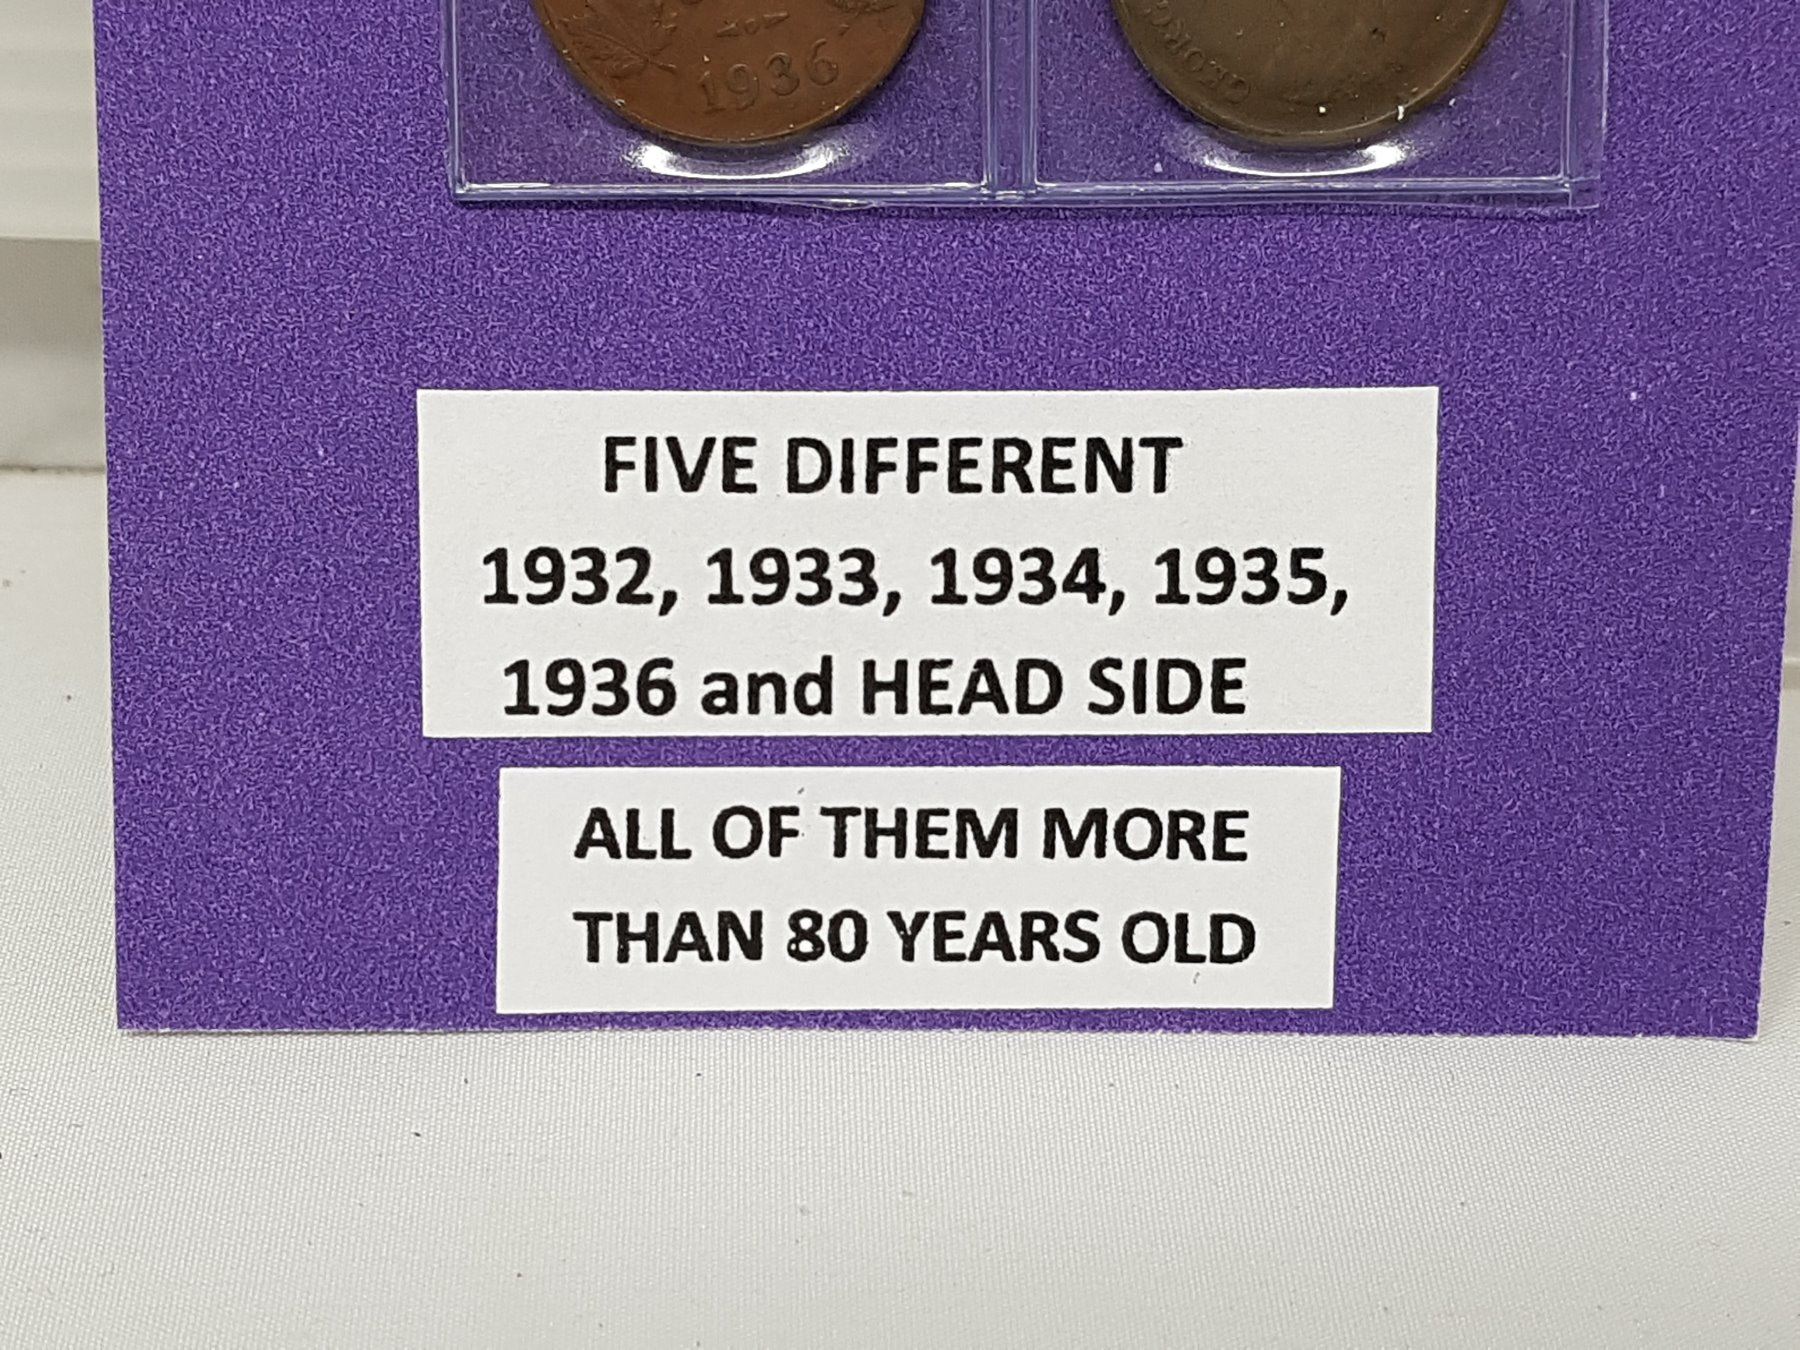 1936
GEORG
FIVE DIFFERENT
1932, 1933, 1934, 1935,
1936 and HEAD SIDE
ALL OF THEM MORE
THAN 80 YEARS OLD